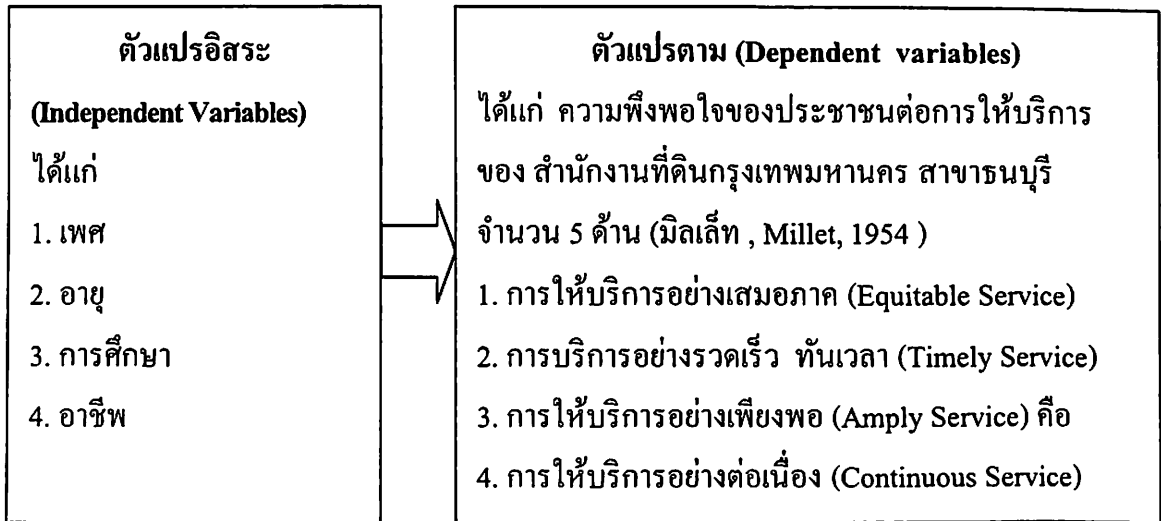 ตัวแปรอิสระ
(Independent Variables)
ได้แก่
1. เพศ
2. อายุ
3. การศึกษา
4. อาชีพ
ตัวแปรตาม (Dependent variables)
ได้แก่ ความพึงพอใจของประชาชนต่อการให้บริการ
ของ สำนักงานที่ดินกรุงเทพมหานคร สาขาธนบุรี
จำนวน 5 ด้าน (มิลเล็ท , Millet, 1954 )
1. การให้บริการอย่างเสมอภาค (Equitable Service)
2. การบริการอย่างรวดเร็ว ทันเวลา (Timely Service)
3. การให้บริการอย่างเพียงพอ (Amply Service) คือ
4. การให้บริการอย่างต่อเนื่อง (Continuous Service)